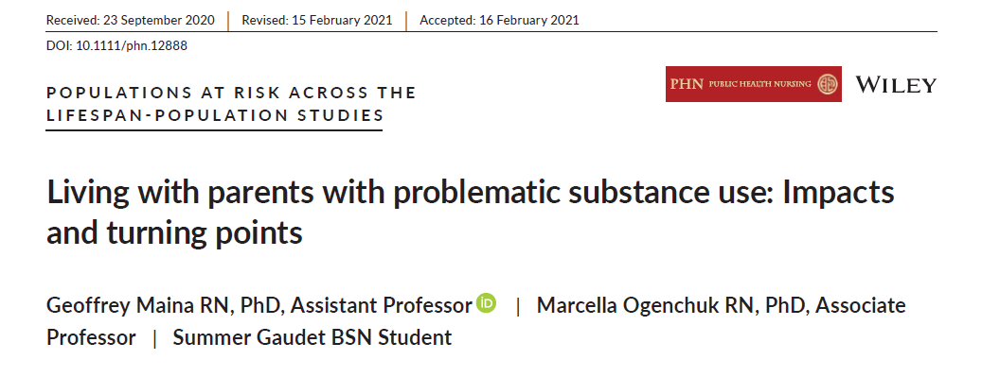 Received: 23 September 2020 | Revised: 15 February 2021 | Accepted: 16 February 2021
DOI: 10.1111/phn.12888
POPULATIONS AT RISK ACROSS THE
LIFESPAN-POPULATION STUDIES
PHN PUBLIC HEALTH NURSING
WILEY
Living with parents with problematic substance use: Impacts
and turning points
Geoffrey Maina RN, PhD, Assistant Professor iD | Marcella Ogenchuk RN, PhD, Associate
Professor | Summer Gaudet BSN Student